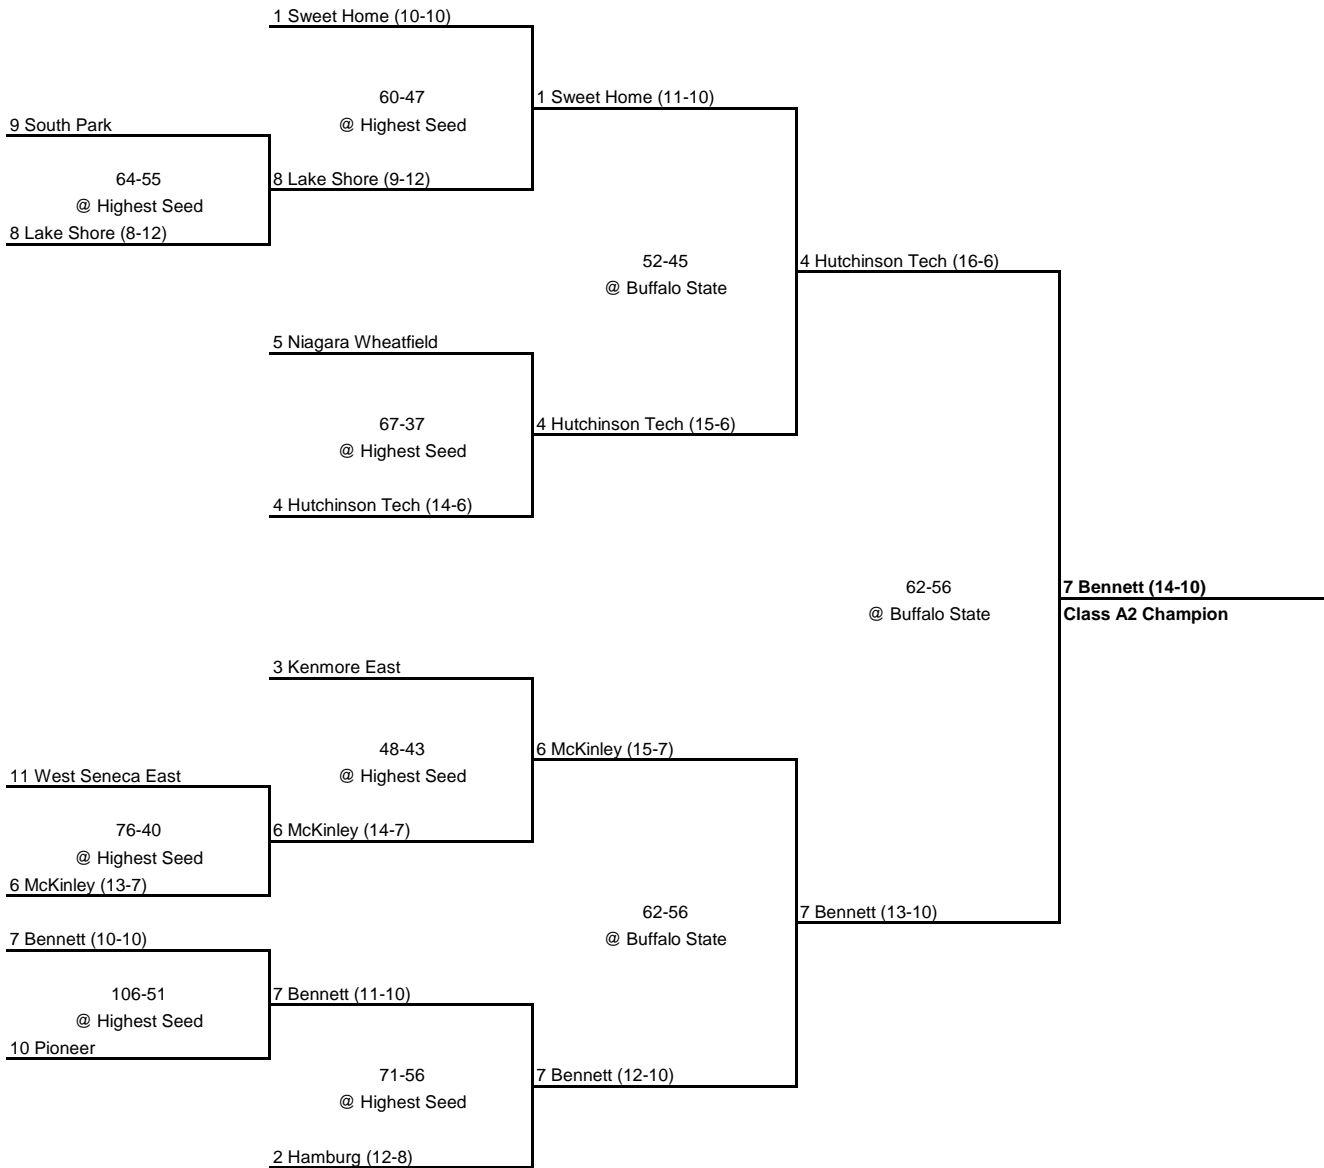 1 Sweet Home (10-10)
60-47
@ Highest Seed
1 Sweet Home (11-10)
9 South Park
64-55
@ Highest Seed
8 Lake Shore (9-12)
8 Lake Shore (8-12)
52-45
@ Buffalo State
4 Hutchinson Tech (16-6)
5 Niagara Wheatfield
67-37
@ Highest Seed
4 Hutchinson Tech (15-6)
4 Hutchinson Tech (14-6)
62-56
@ Buffalo State
7 Bennett (14-10)
Class A2 Champion
3 Kenmore East
48-43
@ Highest Seed
6 McKinley (15-7)
11 West Seneca East
76-40
@ Highest Seed
6 McKinley (14-7)
6 McKinley (13-7)
62-56
@ Buffalo State
7 Bennett (13-10)
7 Bennett (10-10)
106-51
@ Highest Seed
7 Bennett (11-10)
10 Pioneer
71-56
@ Highest Seed
7 Bennett (12-10)
2 Hamburg (12-8)